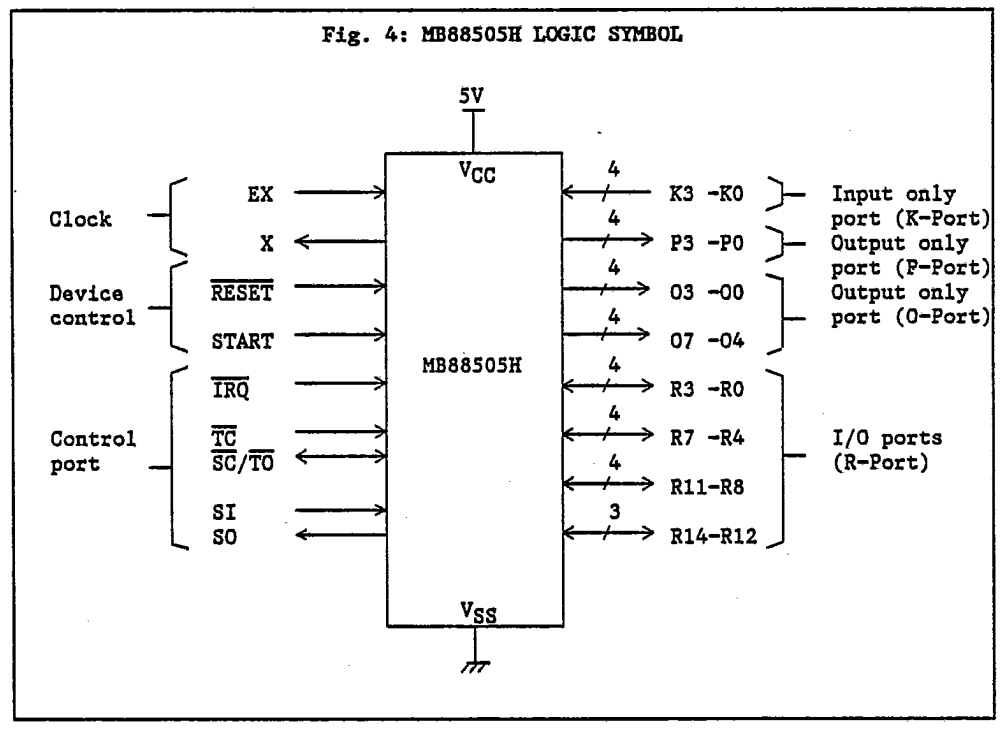 Fig. 4: MB88505H LOGIC SYMBOL
5V
VCC
Clock
EX
X
Device
control
RESET
START
Control
port
IRQ
TC
SC/TO
SI
SO
MB88505H
VSS
4
K3 -K0
Input only
port (K-Port)
4
P3 -P0
Output only
port (P-Port)
4
O3 -O0
Output only
port (O-Port)
4
O7 -O4
4
R3 -R0
4
R7 -R4
I/O ports
(R-Port)
4
R11-R8
3
R14-R12